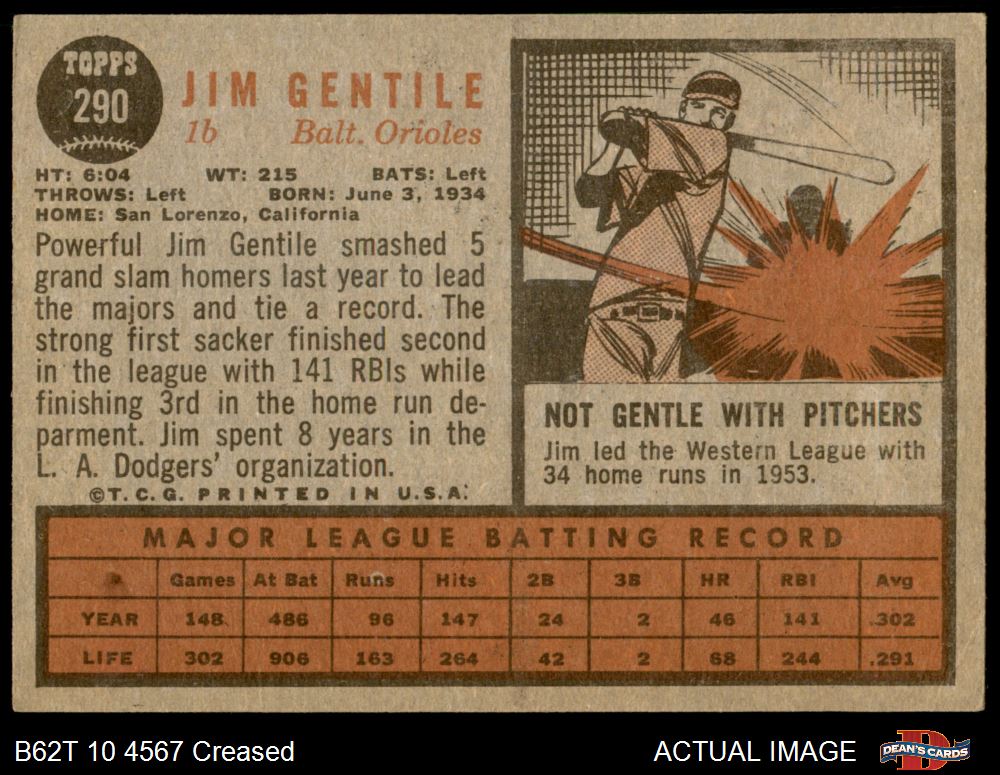 TOPPS
290
JIM GENTILE
1b Balt. Orioles
HT: 6:04 WT: 215 BATS: Left
THROWS: Left BORN: June 3, 1934
HOME: San Lorenzo, California
Powerful Jim Gentile smashed 5
grand slam homers last year to lead
the majors and tie a record. The
strong first sacker finished second
in the league with 141 RBIs while
finishing 3rd in the home run de-
parment. Jim spent 8 years in the
L. A. Dodgers' organization.
©T.C.G. PRINTED IN U.S.A.
NOT GENTLE WITH PITCHERS
Jim led the Western League with
34 home runs in 1953.
MAJOR LEAGUE BATTING RECORD
Games At Bat Runs Hits 2B 3B HR RBI Avg
YEAR 148 486 96 147 24 2 46 141 .302
LIFE 302 906 163 264 42 2 68 244 .291
B62T 10 4567 Creased ACTUAL IMAGE DEAN'S CARDS